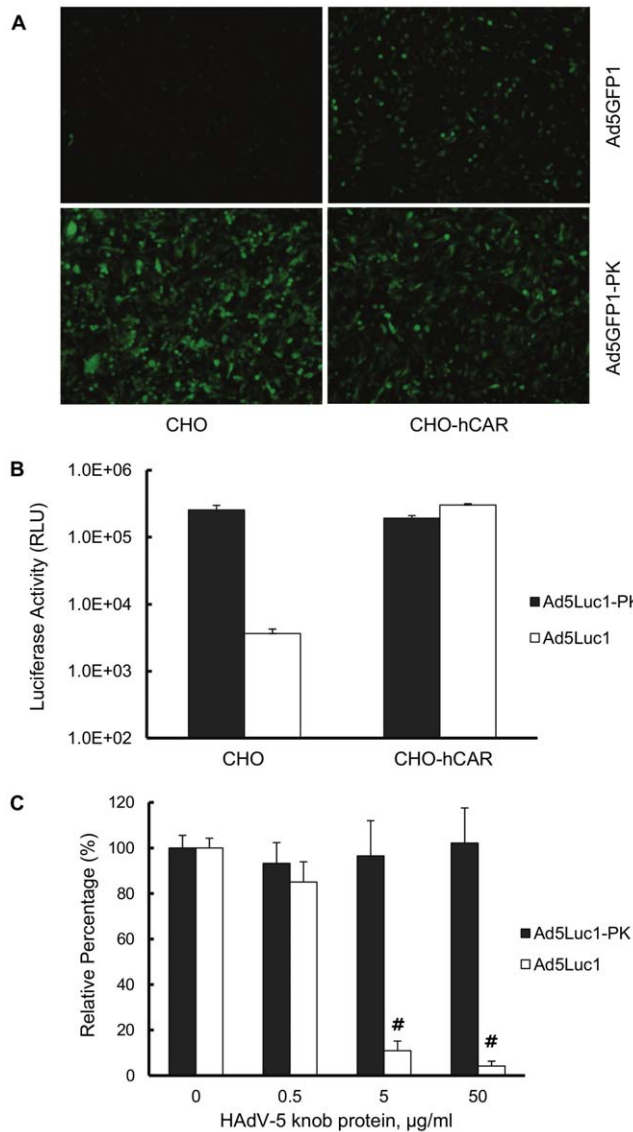 A
Ad5GFP1
Ad5GFP1-PK
CHO
CHO-hCAR
B
Luciferase Activity (RLU)
1.0E+06
1.0E+05
1.0E+04
1.0E+03
1.0E+02
CHO
CHO-hCAR
Ad5Luc1-PK
Ad5Luc1
C
Relative Percentage (%)
120
100
80
60
40
20
0
#
#
0
0.5
5
50
HAdV-5 knob protein, µg/ml
Ad5Luc1-PK
Ad5Luc1